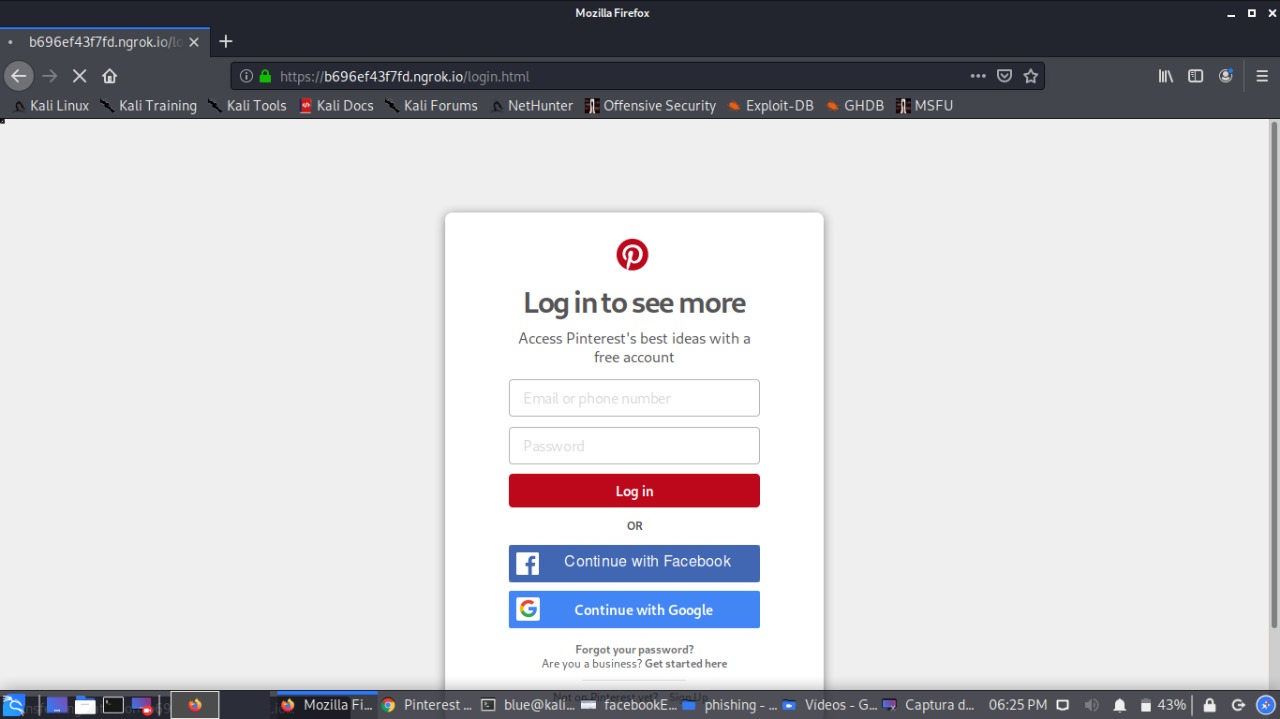 Mozilla Firefox
b696ef43f7fd.ngrok.io/lo
https://b696ef43f7fd.ngrok.io/login.html
Kali Linux Kali Training Kali Tools Kali Docs Kali Forums NetHunter Offensive Security Exploit-DB GHDB MSFU
Log in to see more
Access Pinterest's best ideas with a
free account
Email or phone number
Password
Log in
OR
Continue with Facebook
Continue with Google
Forgot your password?
Are you a business? Get started here
Not on Pinterest yet? Sign Up
Mozilla Fi... Pinterest ... blue@kali... facebookE... phishing - ... Videos - G... Captura d... 06:25 PM 43%